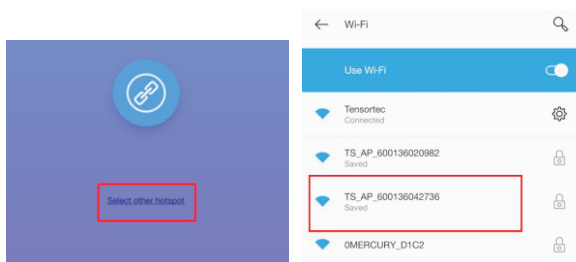 Select other hotspot
Wi-Fi
Use Wi-Fi
Tensortec
Connected
TS_AP_600136020982
Saved
TS_AP_600136042736
Saved
0MERCURY_D1C2